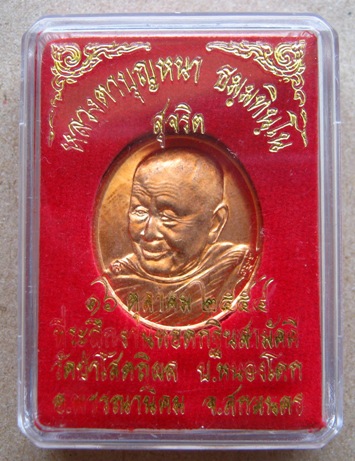 หลวงตาบุญหนา ธมฺมทินฺโน
สุจริต
๑๖ ตุลาคม ๒๕๕๔
ที่ระลึกงานทอดกฐินสามัคคี
วัดป่าโสตถิผล บ.หนองโดก
อ.พรรณานิคม จ.สกลนคร